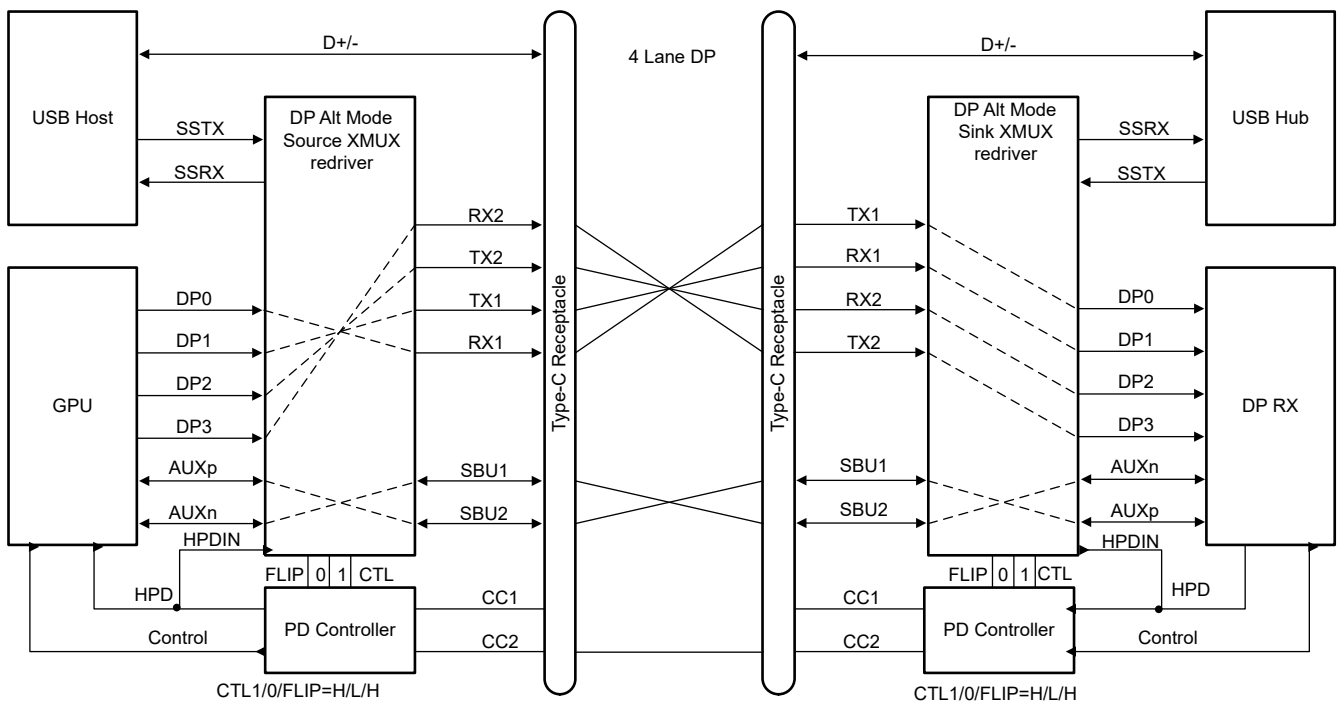 D+/-
4 Lane DP
D+/-
USB Host
DP Alt Mode
Source XMUX
redriver
DP Alt Mode
Sink XMUX
redriver
USB Hub
SSTX
SSRX
SSRX
SSTX
RX2
TX2
TX1
RX1
TX1
RX1
RX2
TX2
Type-C Receptacle
Type-C Receptacle
GPU
DP0
DP1
DP2
DP3
AUXp
AUXn
DP0
DP1
DP2
DP3
AUXn
AUXp
DP RX
SBU1
SBU2
SBU1
SBU2
HPDIN
HPDIN
FLIP 0 1 CTL
FLIP 0 1 CTL
HPD
HPD
PD Controller
PD Controller
CC1
CC2
CC1
CC2
Control
Control
CTL1/0/FLIP=H/L/H
CTL1/0/FLIP=H/L/H